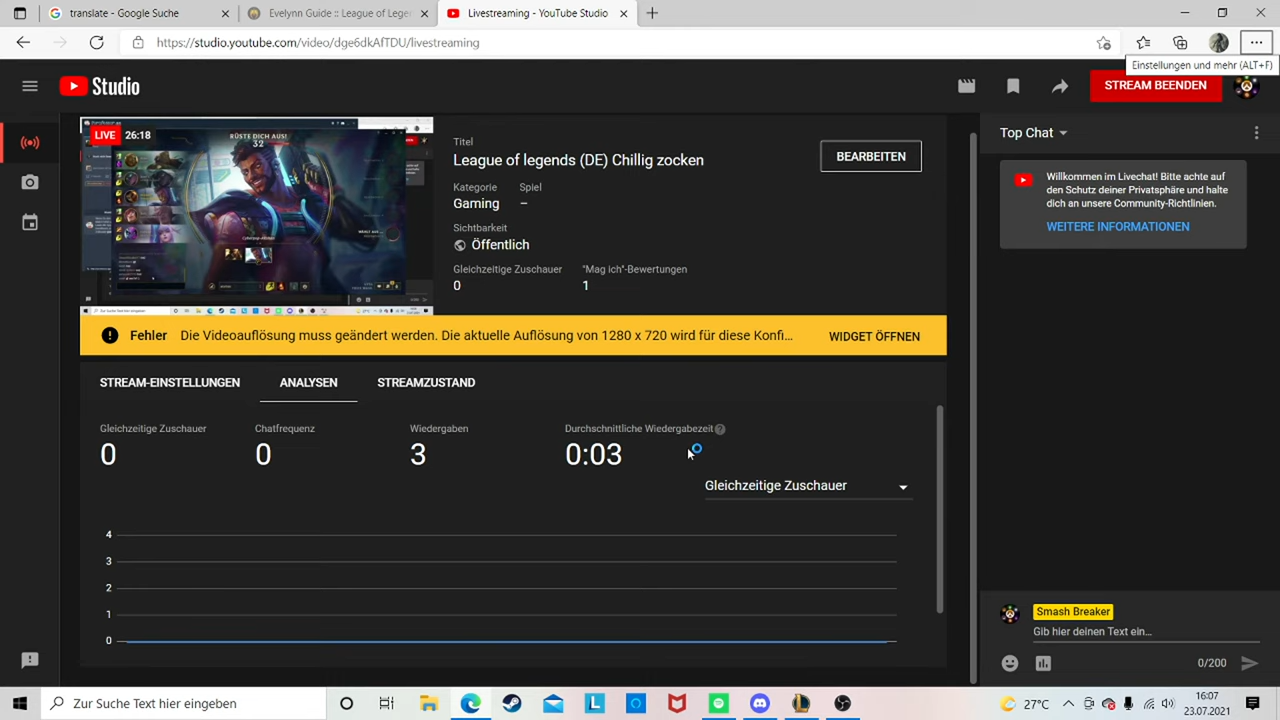 translate - Google Suche
Evelynn Guide :: League of Leger
Livestreaming - YouTube Studio
https://studio.youtube.com/video/dge6dkAfTDU/livestreaming
Einstellungen und mehr (ALT+F)
Studio
STREAM BEENDEN
LIVE 26:18
RÜSTE DICH AUS!
32
Titel
League of legends (DE) Chillig zocken
BEARBEITEN
Kategorie
Spiel
Gaming
–
Sichtbarkeit
Öffentlich
Gleichzeitige Zuschauer
"Mag ich"-Bewertungen
0
1
Top Chat
Willkommen im Livechat! Bitte achte auf
den Schutz deiner Privatsphäre und halte
dich an unsere Community-Richtlinien.
WEITERE INFORMATIONEN
Fehler Die Videoauflösung muss geändert werden. Die aktuelle Auflösung von 1280 x 720 wird für diese Konfi...
WIDGET ÖFFNEN
STREAM-EINSTELLUNGEN
ANALYSEN
STREAMZUSTAND
Gleichzeitige Zuschauer
Chatfrequenz
Wiedergaben
Durchschnittliche Wiedergabezeit
0
0
3
0:03
Gleichzeitige Zuschauer
4
3
2
1
0
Smash Breaker
Gib hier deinen Text ein...
0/200
Zur Suche Text hier eingeben
27°C
16:07
23.07.2021